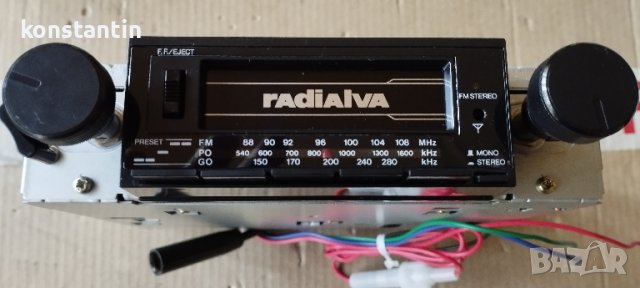 konstantin
F.F./EJECT
radialva
FM STEREO
PRESET
FM 88 90 92 96 100 104 108 MHz
PO 540 600 700 800 1000 1300 1600 kHz
GO 150 170 200 240 280 kHz
MONO
STEREO
BAZAR